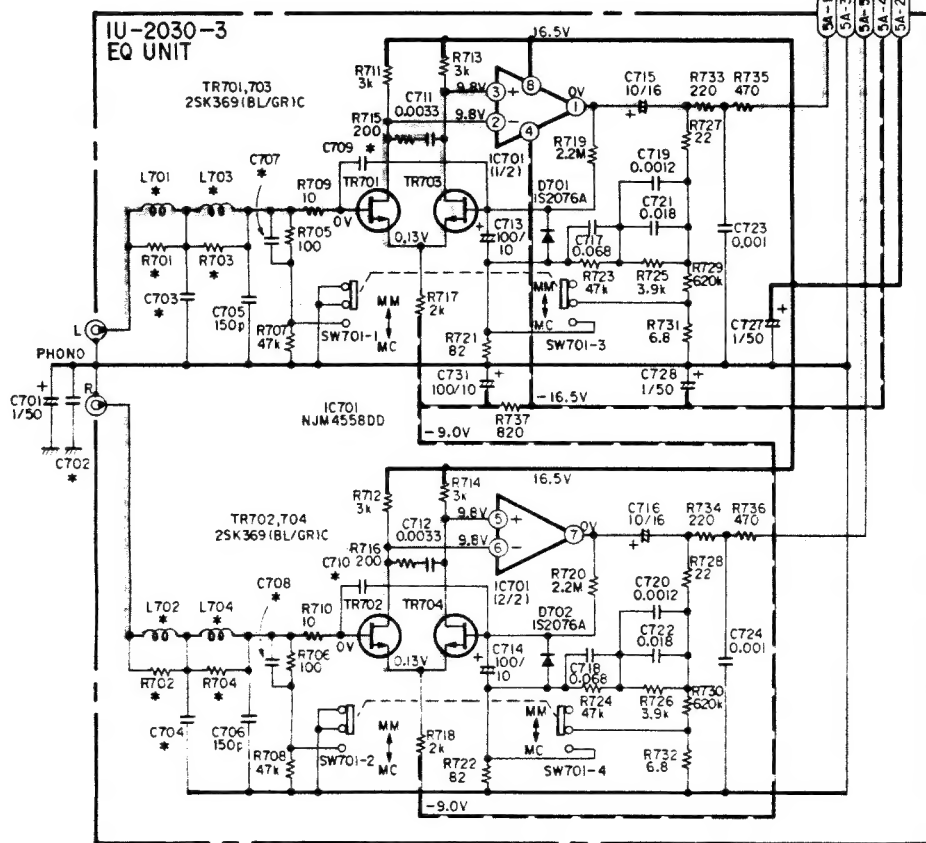 5A-1
5A-3
5A-5
5A-4
5A-2
1U-2030-3
EQ UNIT
16.5V
TR701,703
2SK369(BL/GR)C
R711
3k
R713
3k
9.8V
3
+
8
0V
1
9.8V
2
−
4
IC701
(1/2)
C715
10/16
+
R733
220
R735
470
C711
0.0033
R715
200
*
C709
*
C707
*
R719
2.2M
R727
22
L701
*
L703
*
R709
10
0V
TR701
TR703
D701
1S2076A
C719
0.0012
C721
0.018
R705
100
0.13V
+
C713
100/
10
C717
0.068
C723
0.001
R701
*
R703
*
R723
47k
R725
3.9k
R729
620k
C703
*
C705
150p
R717
2k
MM
MC
SW701-1
MM
MC
SW701-3
R707
47k
R721
82
R731
6.8
+
C727
1/50
L
PHONO
R
C731
100/10
+
-16.5V
+
C728
1/50
+
C701
1/50
IC701
NJM4558DD
R737
820
-9.0V
C702
*
16.5V
R712
3k
R714
3k
TR702,704
2SK369(BL/GR)C
9.8V
5
+
9.8V
6
−
7
0V
IC701
(2/2)
C716
10/16
+
R734
220
R736
470
C712
0.0033
R716
200
C710
*
C708
*
R720
2.2M
R728
22
L702
*
L704
*
R710
10
0V
TR702
TR704
D702
1S2076A
C720
0.0012
C722
0.018
R706
100
0.13V
+
C714
100/
10
C718
0.068
C724
0.001
R702
*
R704
*
R724
47k
R726
3.9k
R730
620k
C704
*
C706
150p
R718
2k
MM
MC
SW701-2
MM
MC
SW701-4
R708
47k
R722
82
R732
6.8
-9.0V